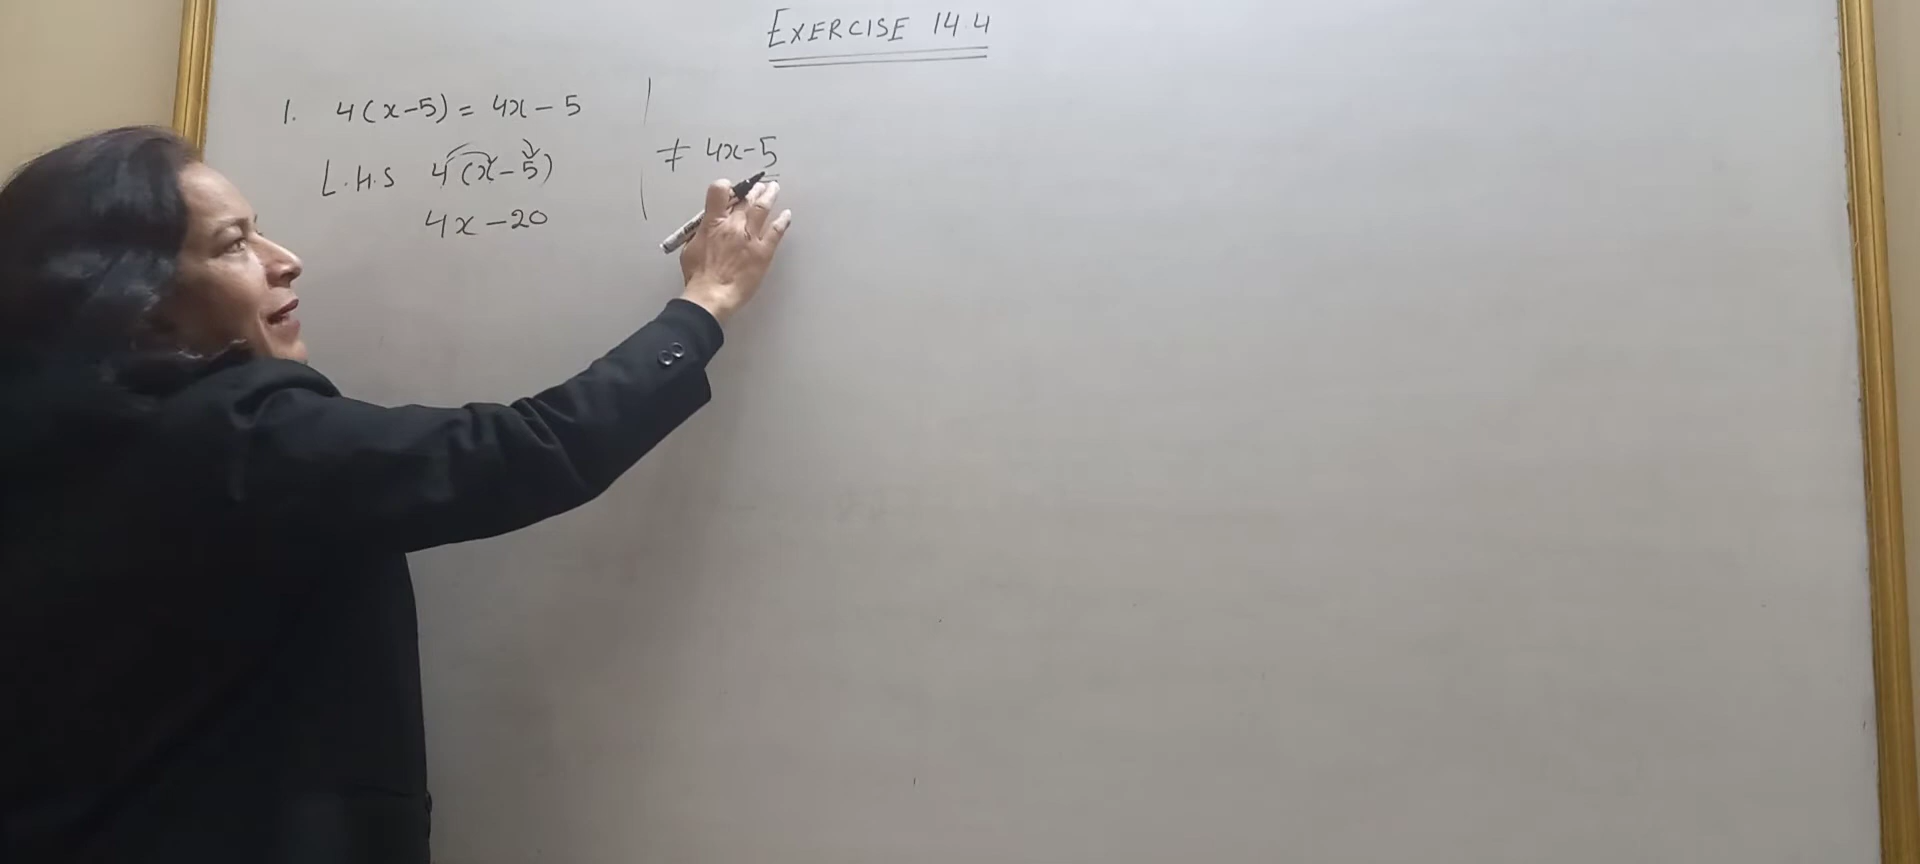 EXERCISE 14.4
1. 4(x-5) = 4x - 5
L.H.S 4(x-5)
4x - 20
≠ 4x-5